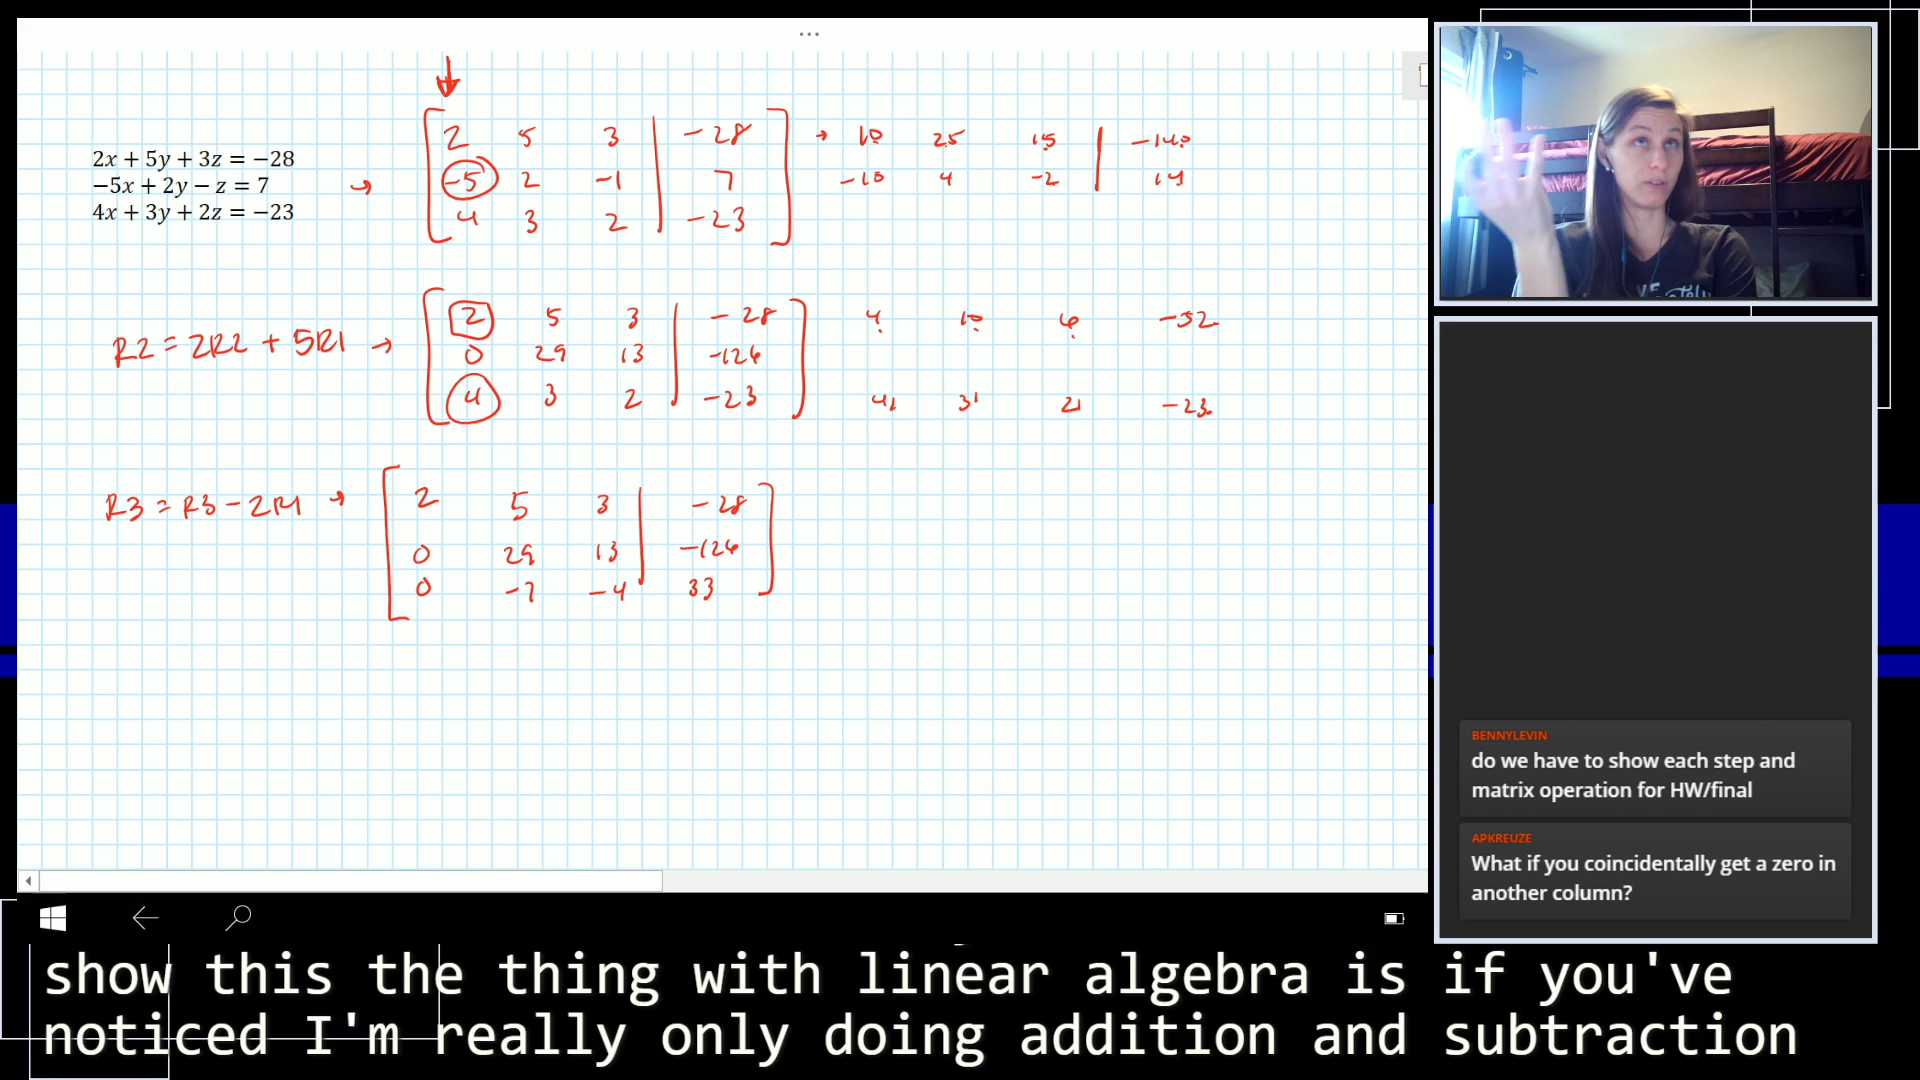 2x + 5y + 3z = −28
−5x + 2y − z = 7
4x + 3y + 2z = −23
→
2 5 3 | -28 → 10 25 15 | -140
-5 2 -1 | 7 -10 4 -2 | 14
4 3 2 | -23
R2 = 2R2 + 5R1 →
2 5 3 | -28 4 10 6 -52
0 29 13 | -126
4 3 2 | -23 4 3 2 -23
R3 = R3 - 2R1 →
2 5 3 | -28
0 29 13 | -126
0 -7 -4 33
BENNYLEVIN
do we have to show each step and
matrix operation for HW/final
APKREUZE
What if you coincidentally get a zero in
another column?
show this the thing with linear algebra is if you've
noticed I'm really only doing addition and subtraction